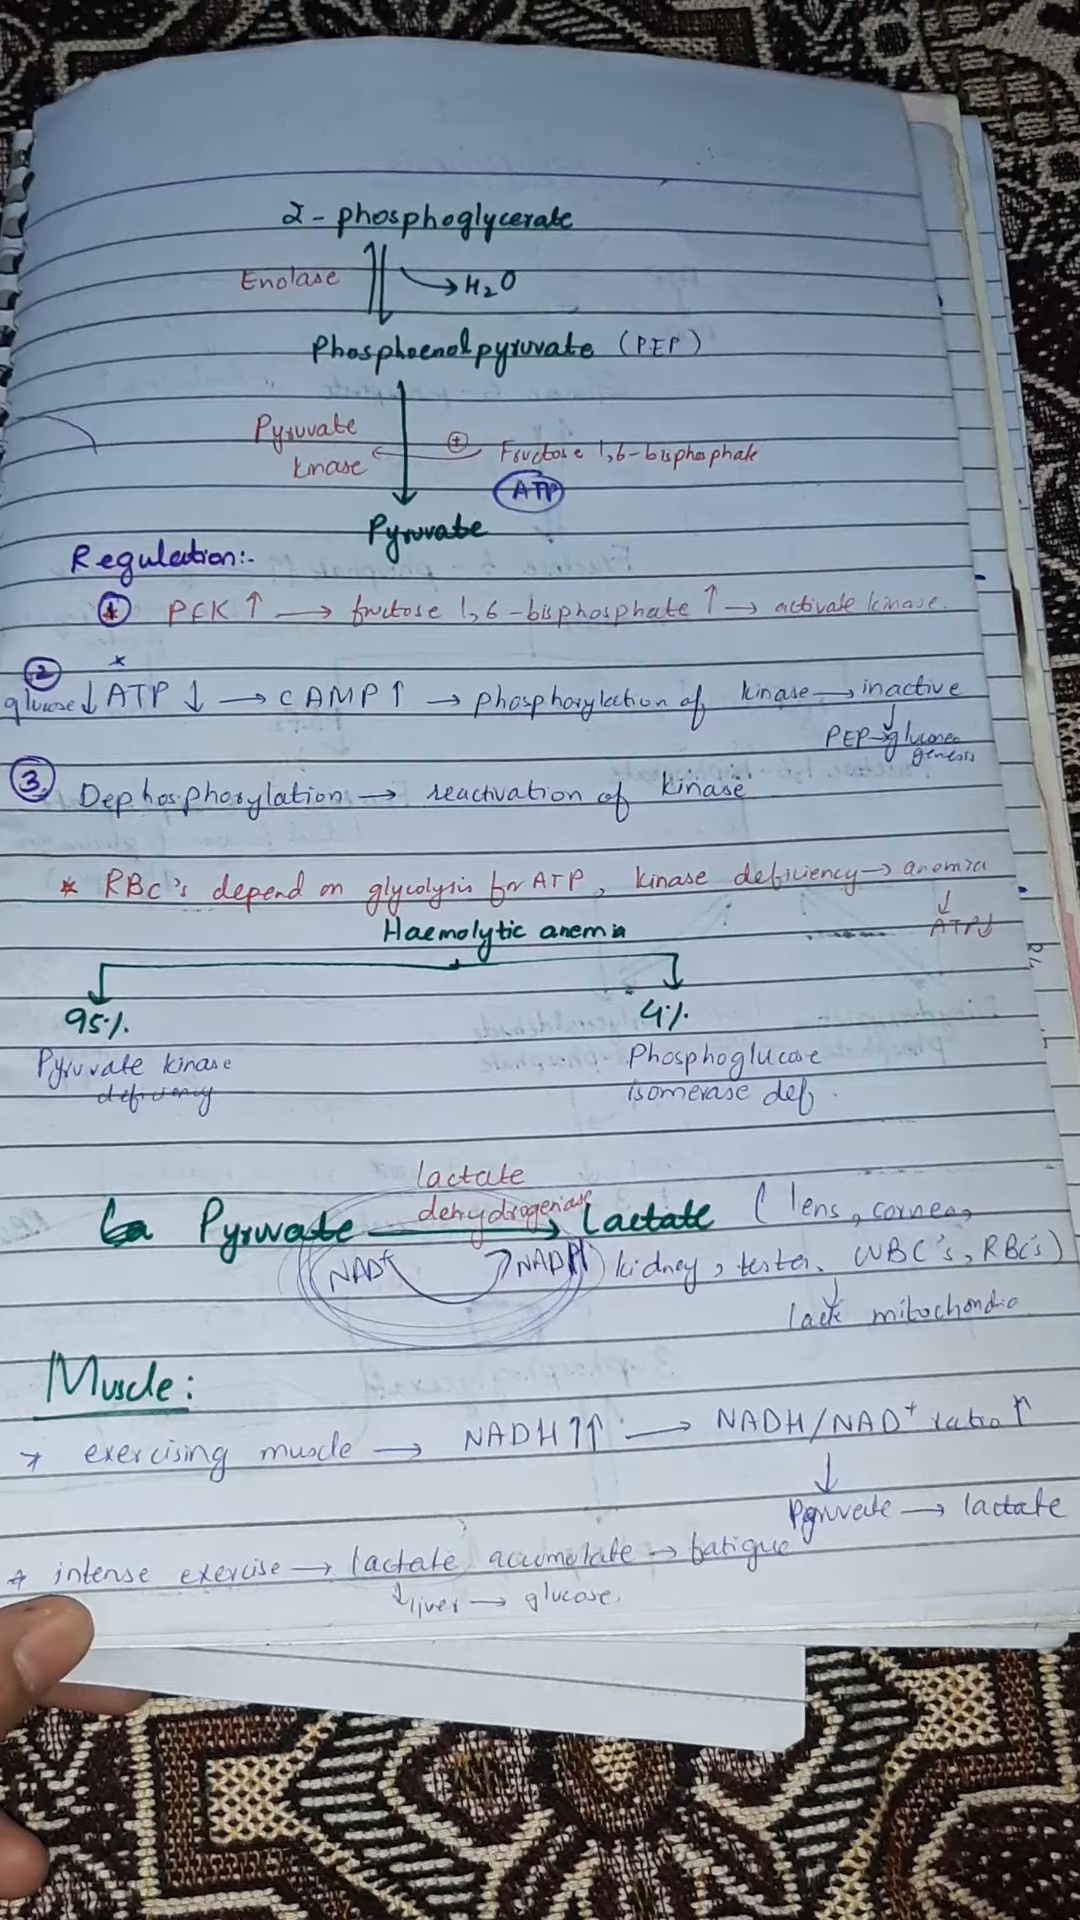 2-phosphoglycerate
Enolase → H2O
Phosphoenolpyruvate (PEP)
Pyruvate
kinase ← ⊕ Fructose 1,6-bisphosphate
ATP
Pyruvate
Regulation:-
① PFK ↑ → fructose 1,6-bisphosphate ↑ → activate kinase.
②
glucose ↓ ATP ↓ → cAMP ↑ → phosphorylation of kinase → inactive
PEP → gluconeo
genesis
③ Dephosphorylation → reactivation of kinase
* RBC's depend on glycolysis for ATP, kinase deficiency → anemia
↓
ATP↓
Haemolytic anemia
95% 4%
Pyruvate kinase Phosphoglucose
deficiency isomerase def.
lactate
dehydrogenase
Pyruvate → Lactate (lens, cornea,
NAD+ NADH kidney, testes, WBC's, RBC's)
↓
lack mitochondia
Muscle:
* exercising muscle → NADH ↑↑ → NADH/NAD+ ratio ↑
↓
Pyruvate → lactate
* intense exercise → lactate accumulate → fatigue
↓ liver → glucose.